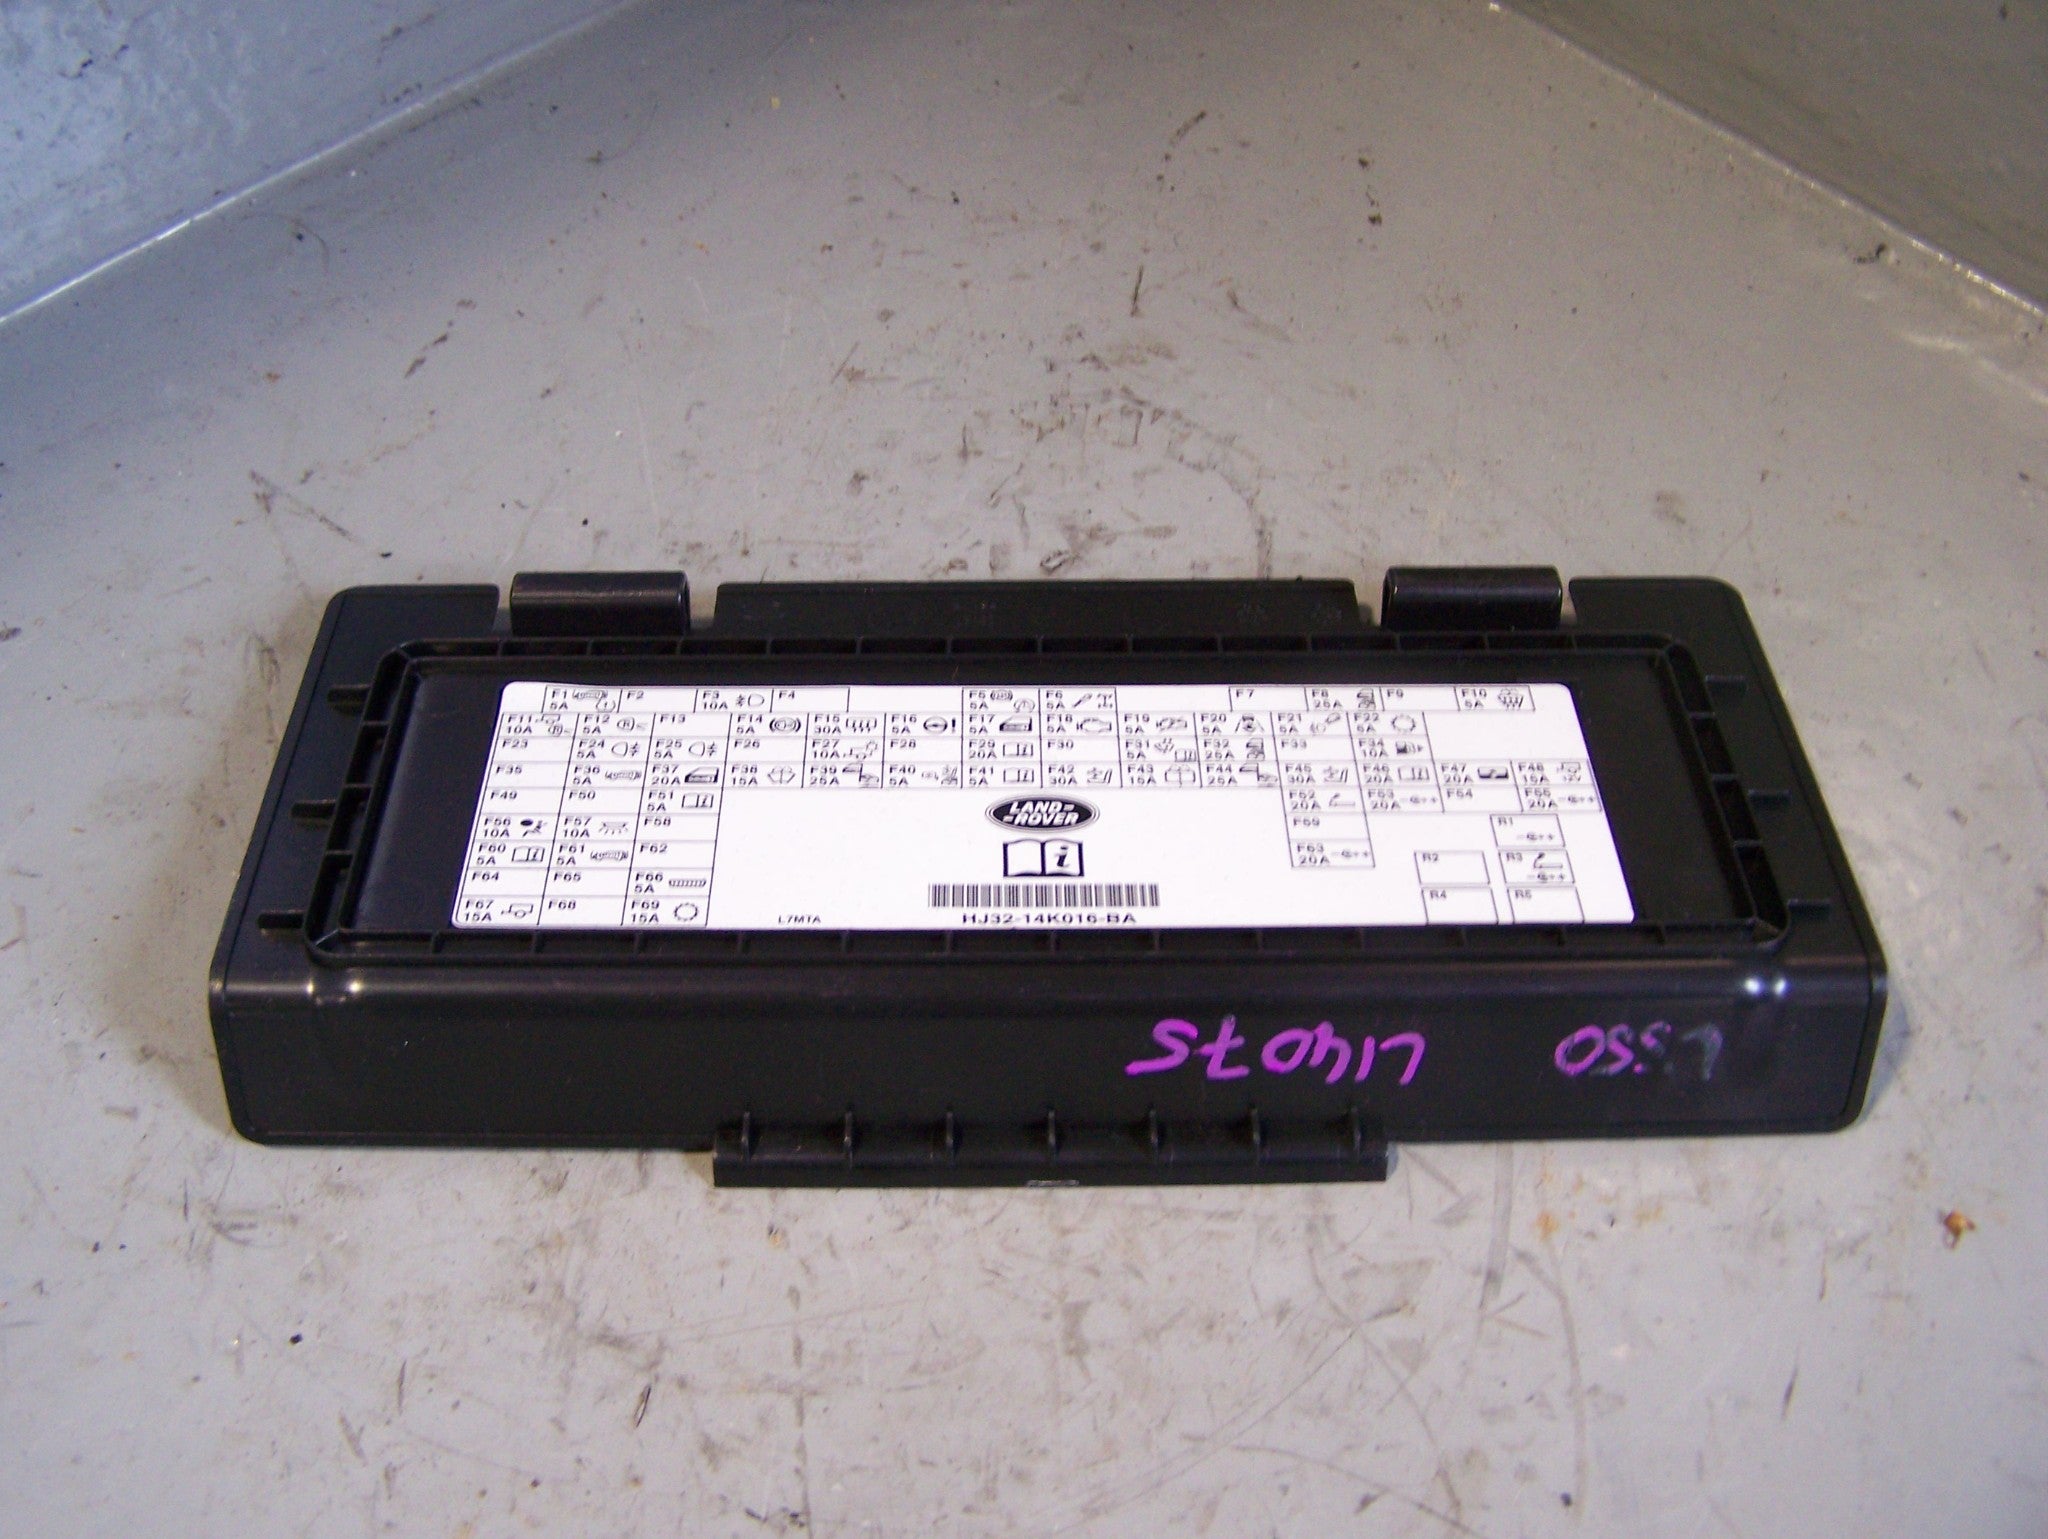 F1 5A F2 F3 10A F4 F5 5A F6 5A F7 F8 25A F9 F10 5A
F11 10A F12 5A F13 F14 5A F15 30A F16 5A F17 5A F18 5A F19 5A F20 5A F21 5A F22 5A
F23 F24 5A F25 5A F26 F27 10A F28 F29 20A F30 F31 5A F32 25A F33 F34 10A
F35 F36 5A F37 20A F38 15A F39 25A F40 5A F41 5A F42 30A F43 15A F44 25A F45 30A F46 20A F47 20A F48 15A 12V
F49 F50 F51 5A F52 20A F53 20A F54 F55 20A
F56 10A F57 10A F58 LAND ROVER F59 R1
F60 5A F61 5A F62 i F63 20A R2 R3
F64 F65 F66 5A R4 R5
F67 15A F68 F69 15A L7MTA HJ32-14K016-BA
L14075
L550